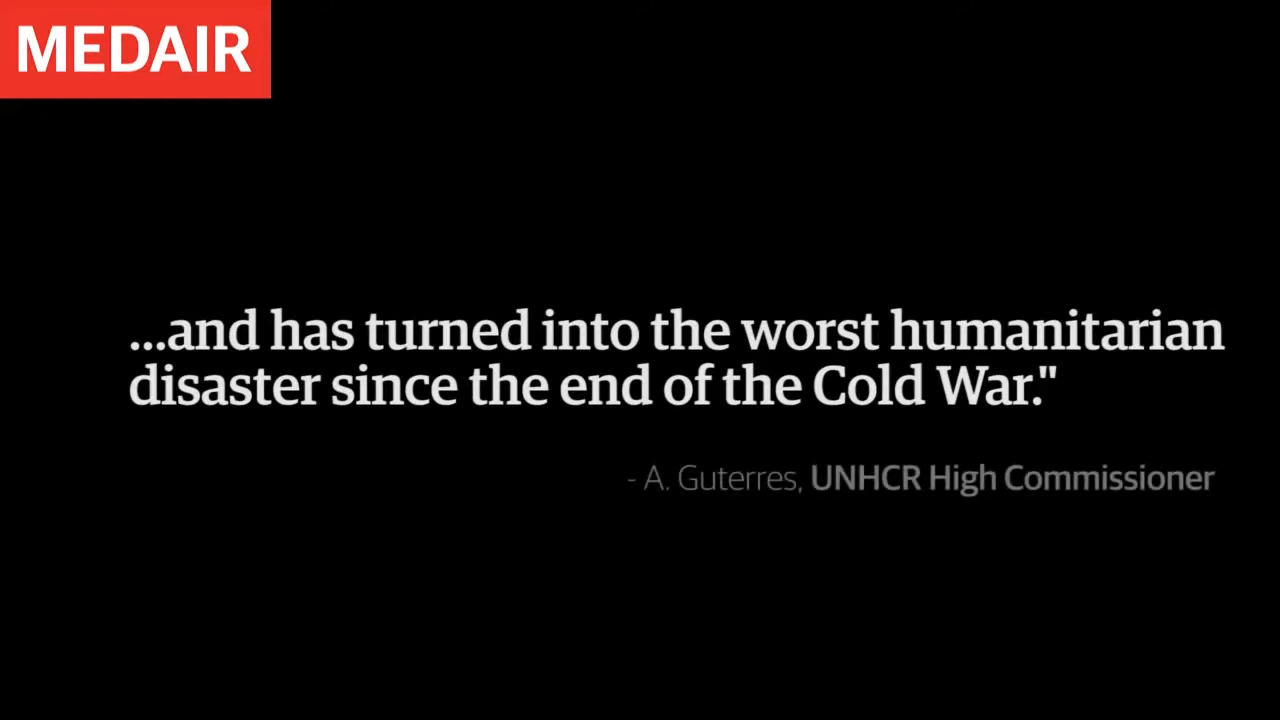 MEDAIR
...and has turned into the worst humanitarian
disaster since the end of the Cold War."
- A. Guterres, UNHCR High Commissioner